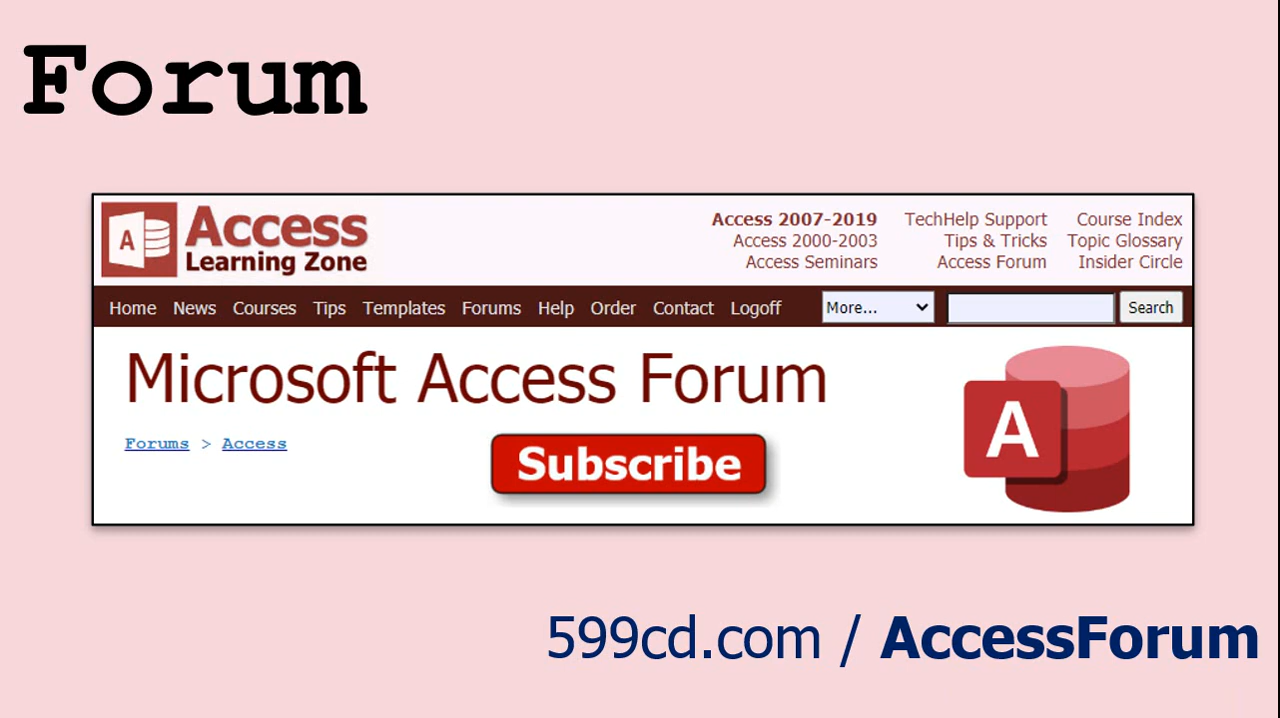 Forum
A
Access
Learning Zone
Access 2007-2019 TechHelp Support Course Index
Access 2000-2003 Tips & Tricks Topic Glossary
Access Seminars Access Forum Insider Circle
Home News Courses Tips Templates Forums Help Order Contact Logoff More... Search
Microsoft Access Forum
Forums > Access
Subscribe
A
599cd.com / AccessForum